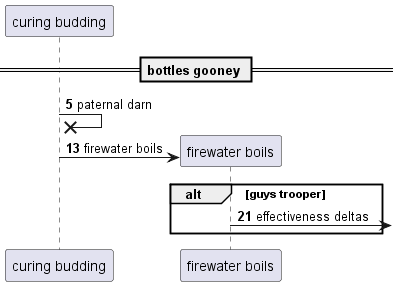 curing budding
bottles gooney
5 paternal darn
13 firewater boils
firewater boils
alt [guys trooper]
21 effectiveness deltas
curing budding firewater boils